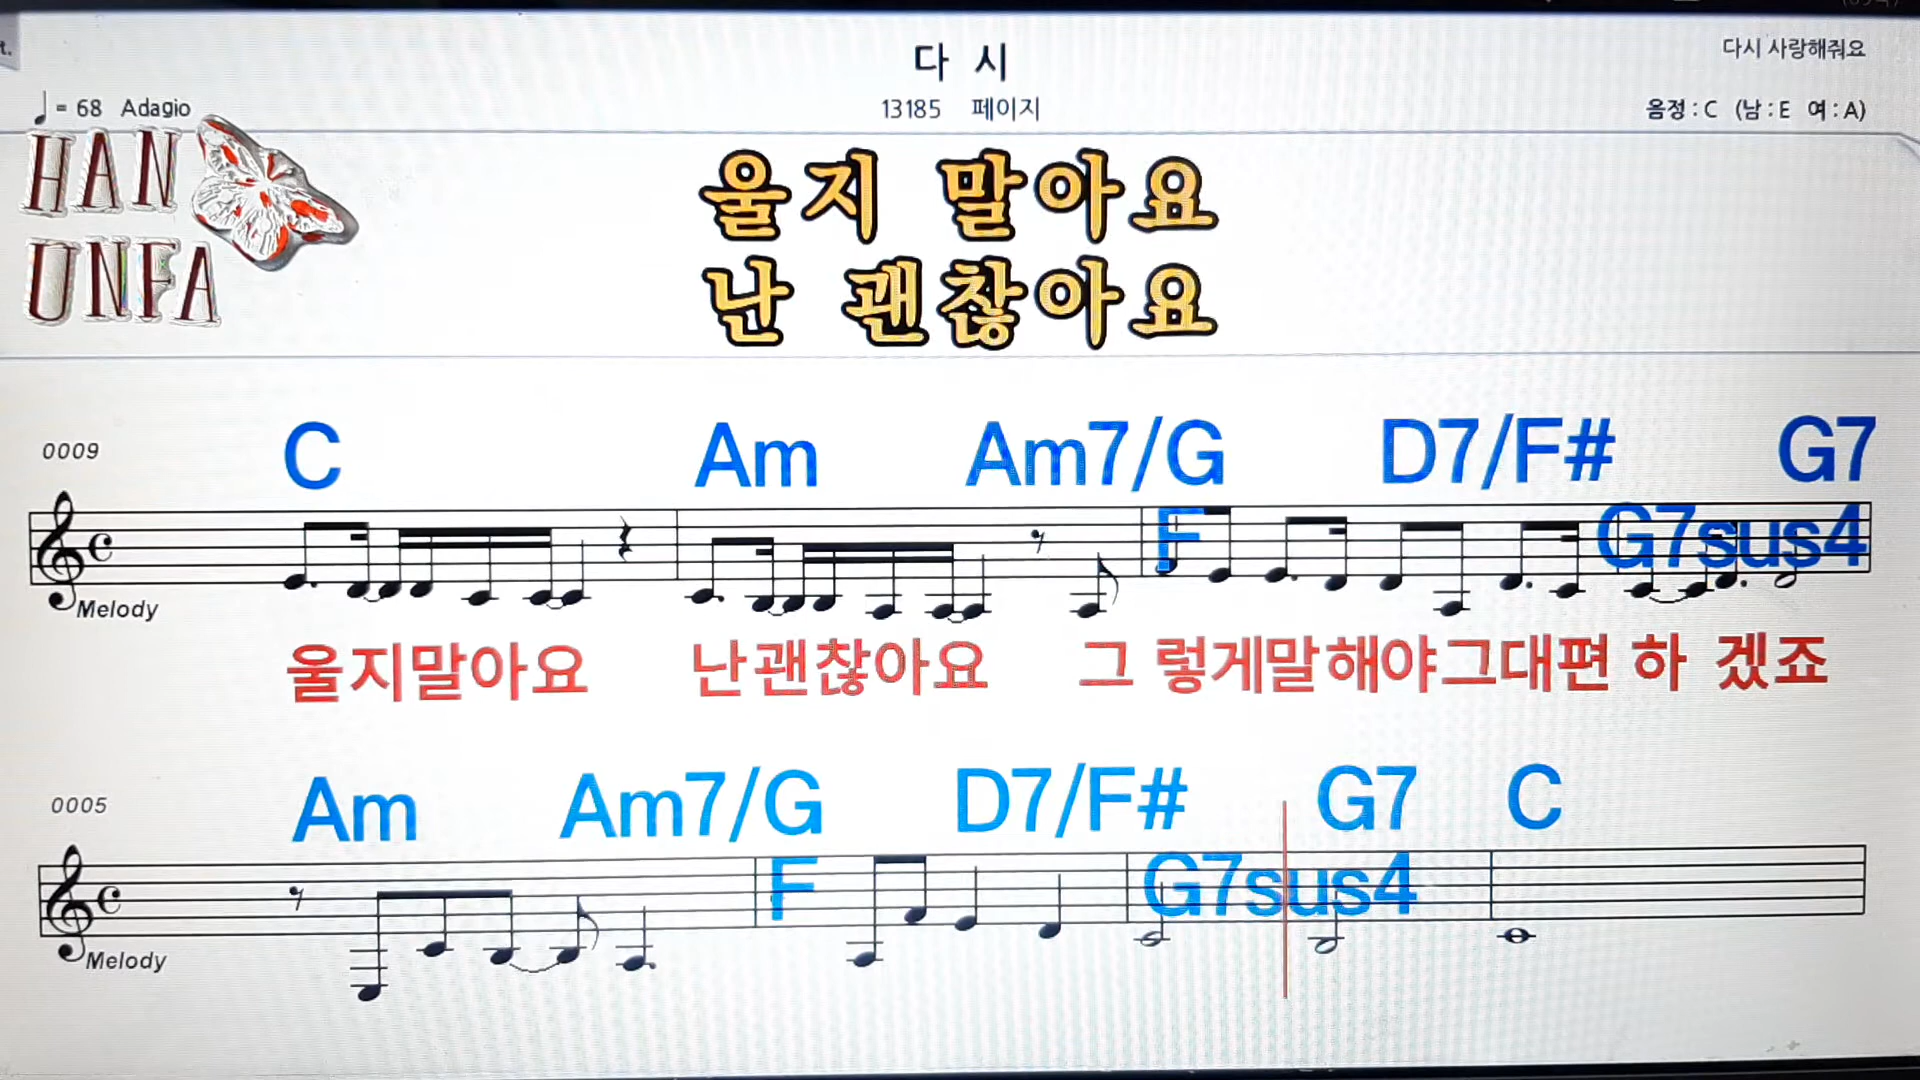 다 시
다시 사랑해줘요
♩= 68 Adagio
13185 페이지
음정 : C (남 : E 여 : A)
HAN
UNFA
울지 말아요
난 괜찮아요
0009
C Am Am7/G D7/F# G7
F G7sus4
Melody
울지말아요 난괜찮아요 그 렇게말해야그대편 하 겠죠
0005
Am Am7/G D7/F# G7 C
F G7sus4
Melody